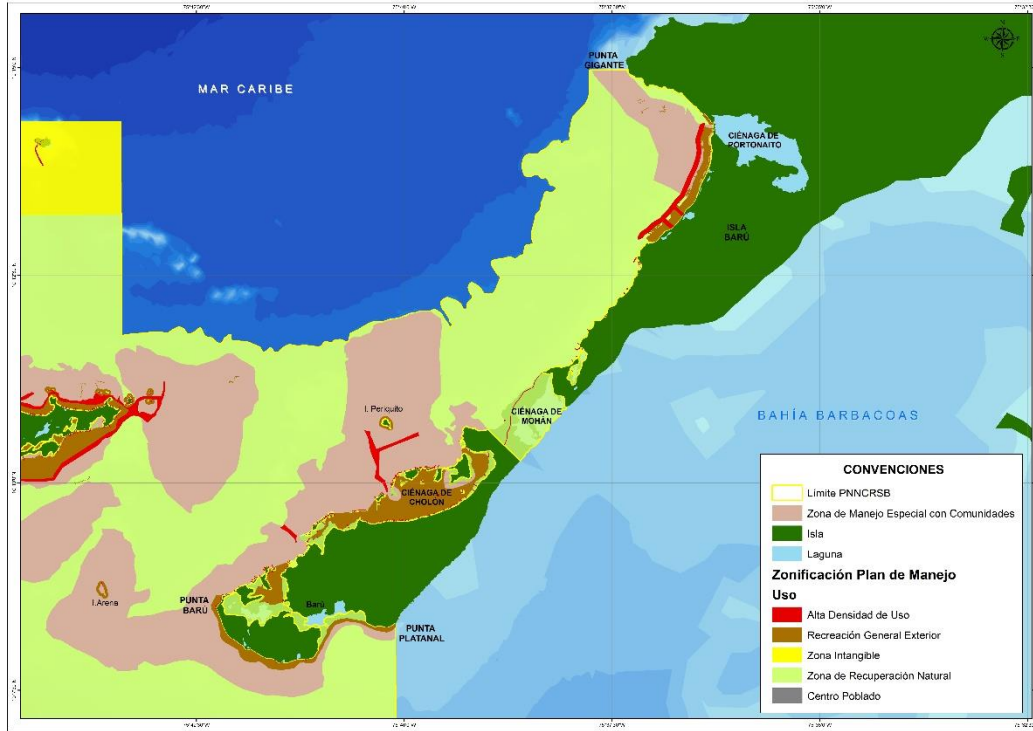 PUNTA
GIGANTE
MAR CARIBE
CIÉNAGA DE
PORTONAITO
ISLA
BARÚ
I. Periquito
CIÉNAGA DE
MOHÁN
BAHÍA BARBACOAS
CIÉNAGA DE
CHOLÓN
I.Arena
PUNTA
BARÚ
Barú
PUNTA
PLATANAL
CONVENCIONES
Límite PNNCRSB
Zona de Manejo Especial con Comunidades
Isla
Laguna
Zonificación Plan de Manejo
Uso
Alta Densidad de Uso
Recreación General Exterior
Zona Intangible
Zona de Recuperación Natural
Centro Poblado